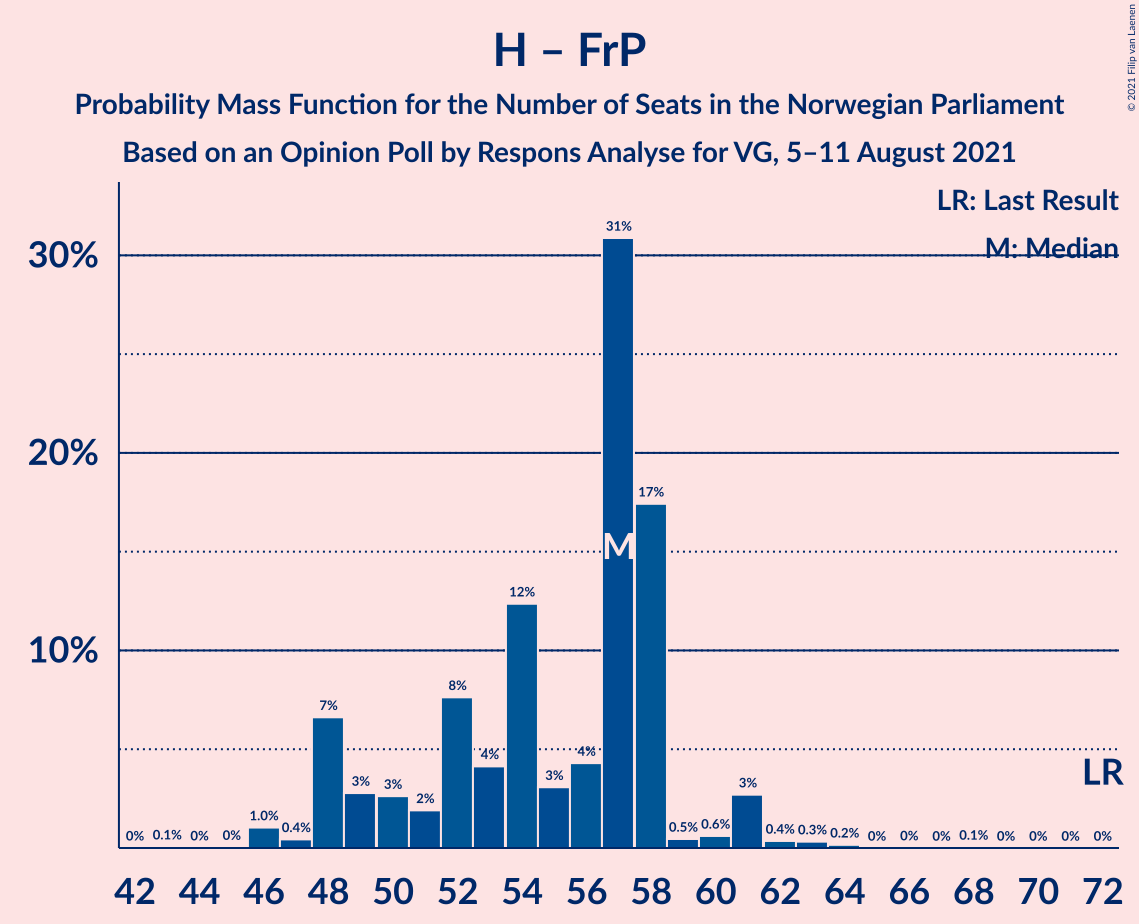 H – FrP
Probability Mass Function for the Number of Seats in the Norwegian Parliament
Based on an Opinion Poll by Respons Analyse for VG, 5–11 August 2021
© 2021 Filip van Laenen
LR: Last Result
M: Median
30%
20%
10%
0% 0.1% 0% 0% 1.0% 0.4% 7% 3% 3% 2% 8% 4% 12% 3% 4% 31% 17% 0.5% 0.6% 3% 0.4% 0.3% 0.2% 0% 0% 0% 0.1% 0% 0% 0% 0%
M
LR
42 44 46 48 50 52 54 56 58 60 62 64 66 68 70 72